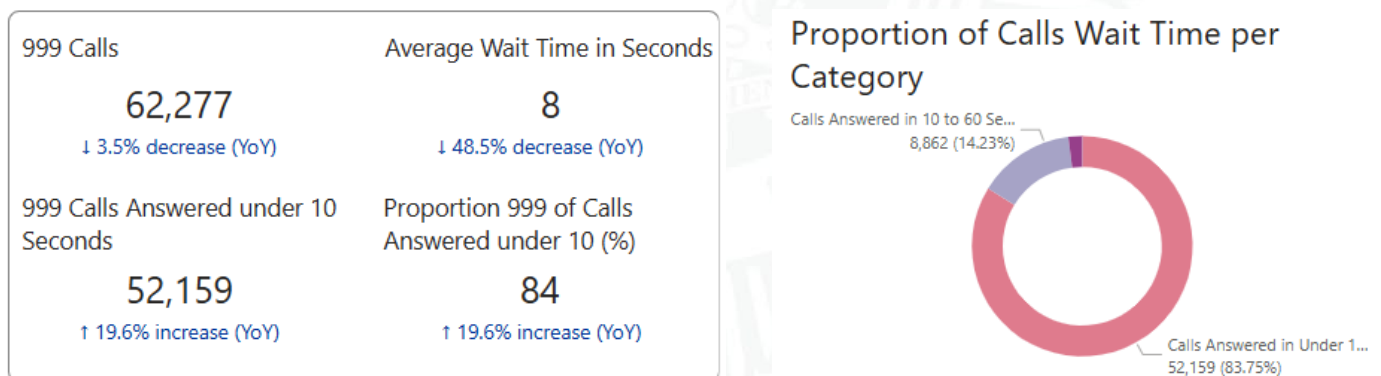 999 Calls
62,277
↓ 3.5% decrease (YoY)
Average Wait Time in Seconds
8
↓ 48.5% decrease (YoY)
999 Calls Answered under 10
Seconds
52,159
↑ 19.6% increase (YoY)
Proportion 999 of Calls
Answered under 10 (%)
84
↑ 19.6% increase (YoY)
Proportion of Calls Wait Time per
Category
Calls Answered in 10 to 60 Se...
8,862 (14.23%)
Calls Answered in Under 1...
52,159 (83.75%)